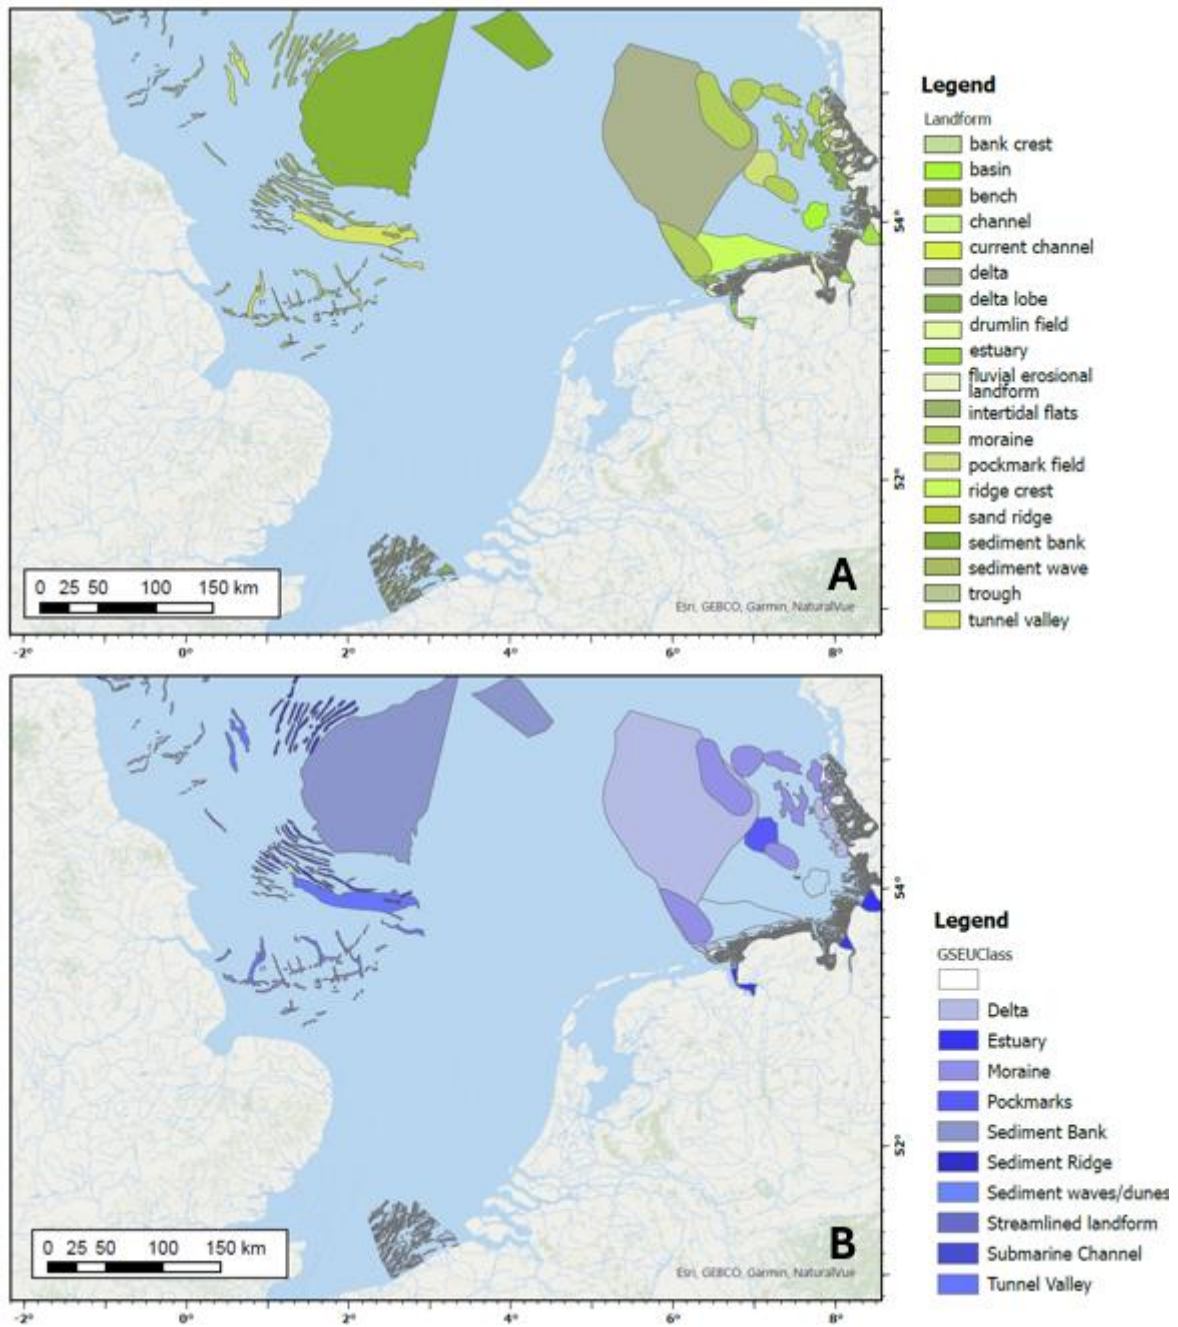 Legend
Landform
bank crest
basin
bench
channel
current channel
delta
delta lobe
drumlin field
estuary
fluvial erosional
landform
intertidal flats
moraine
pockmark field
ridge crest
sand ridge
sediment bank
sediment wave
trough
tunnel valley
54°
52°
0 25 50 100 150 km
A
Esri, GEBCO, Garmin, NaturalVue
-2° 0° 2° 4° 6° 8°
Legend
GSEUClass
Delta
Estuary
Moraine
Pockmarks
Sediment Bank
Sediment Ridge
Sediment waves/dunes
Streamlined landform
Submarine Channel
Tunnel Valley
54°
52°
0 25 50 100 150 km
B
Esri, GEBCO, Garmin, NaturalVue
-2° 0° 2° 4° 6° 8°